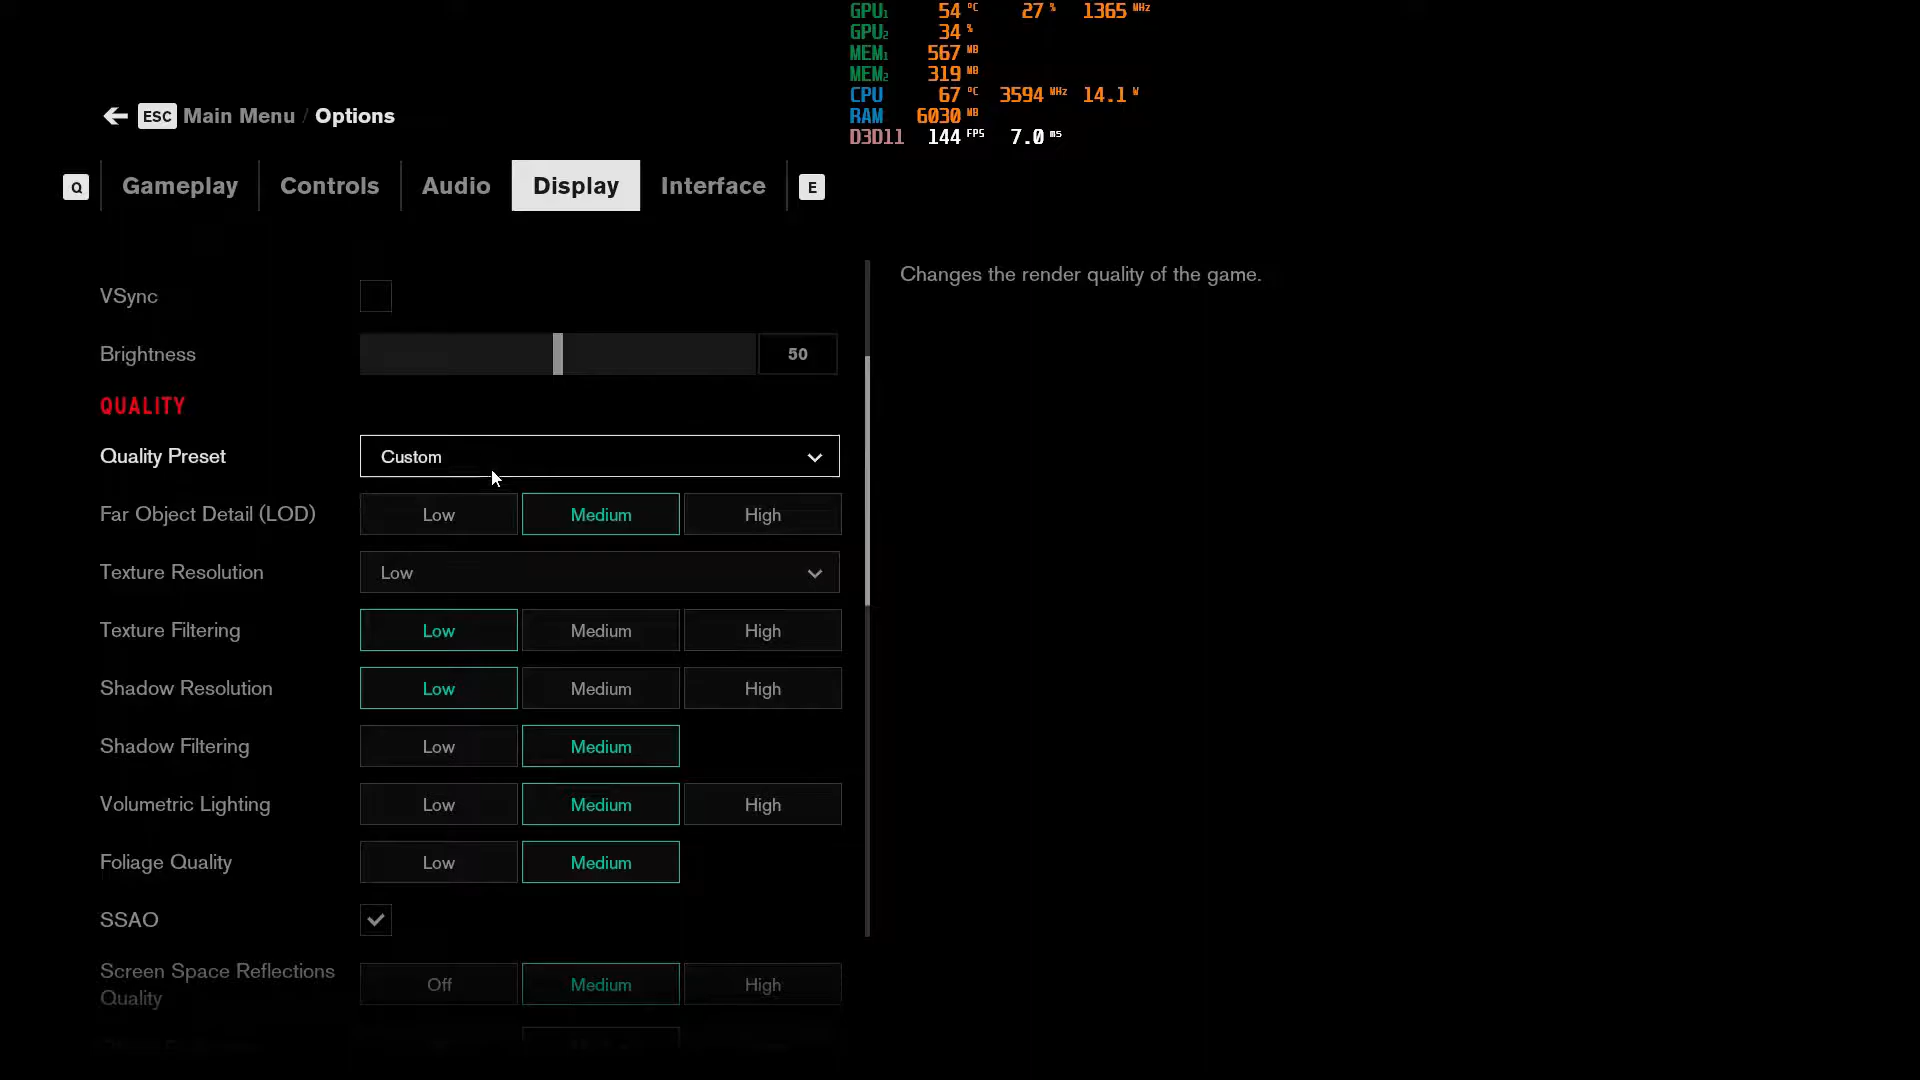 GPU1 54 °C 27 % 1365 MHz
GPU2 34 %
MEM1 567 MB
MEM2 319 MB
CPU 67 °C 3594 MHz 14.1 W
RAM 6030 MB
D3D11 144 FPS 7.0 ms
ESC Main Menu / Options
Q Gameplay Controls Audio Display Interface E
Changes the render quality of the game.
VSync
Brightness 50
QUALITY
Quality Preset Custom
Far Object Detail (LOD) Low Medium High
Texture Resolution Low
Texture Filtering Low Medium High
Shadow Resolution Low Medium High
Shadow Filtering Low Medium
Volumetric Lighting Low Medium High
Foliage Quality Low Medium
SSAO
Screen Space Reflections
Quality Off Medium High